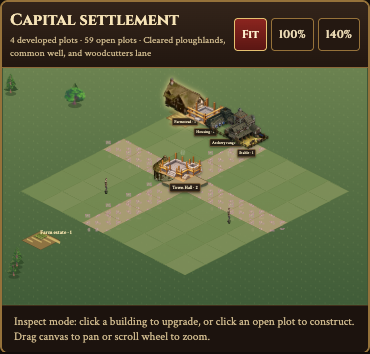 Capital settlement
4 developed plots · 59 open plots · Cleared ploughlands,
common well, and woodcutters lane
Fit
100%
140%
Farmstead
Housing
Archery range
Stable · 1
Town Hall · 2
Farm estate · 1
Inspect mode: click a building to upgrade, or click an open plot to construct.
Drag canvas to pan or scroll wheel to zoom.